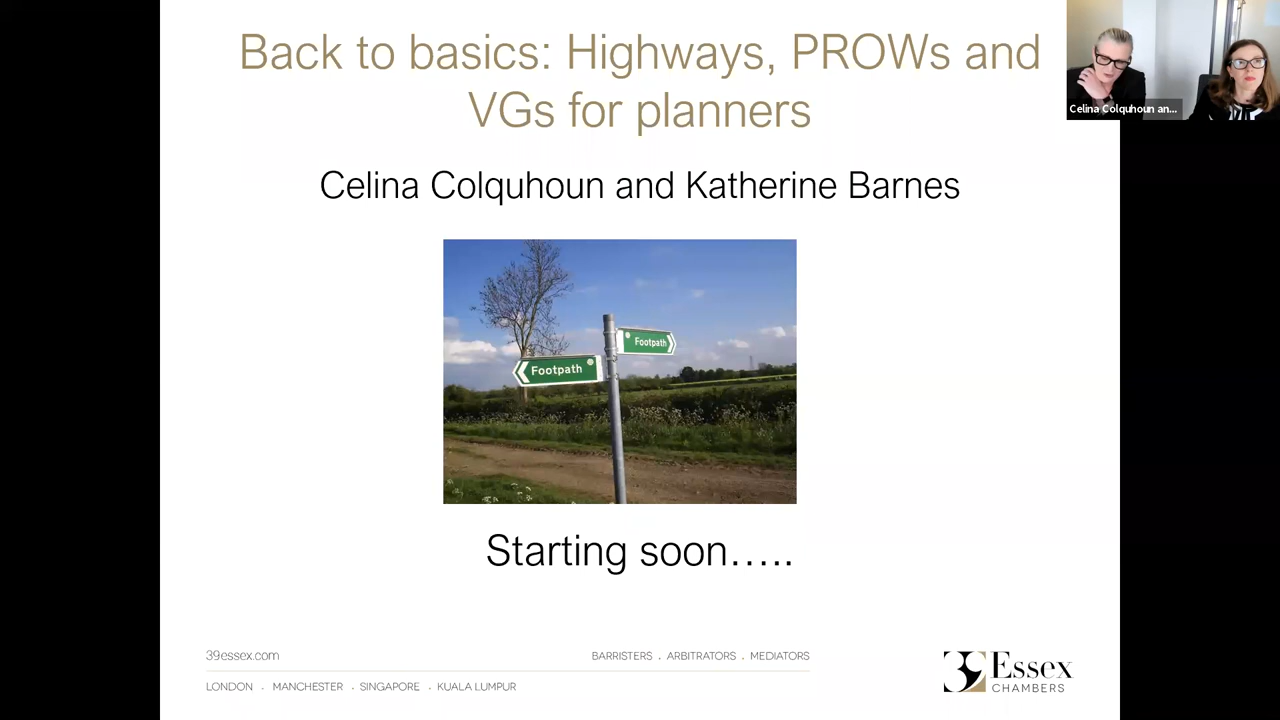 Back to basics: Highways, PROWs and
VGs for planners
Celina Colquhoun and Katherine Barnes
Celina Colquhoun an...
Footpath
Footpath
Starting soon.....
39essex.com
BARRISTERS . ARBITRATORS . MEDIATORS
LONDON . MANCHESTER . SINGAPORE . KUALA LUMPUR
39 Essex
CHAMBERS